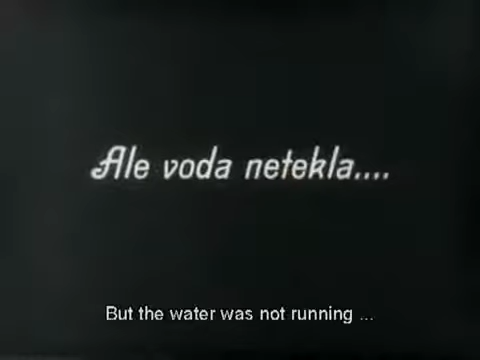 Ale voda netekla....
But the water was not running ...